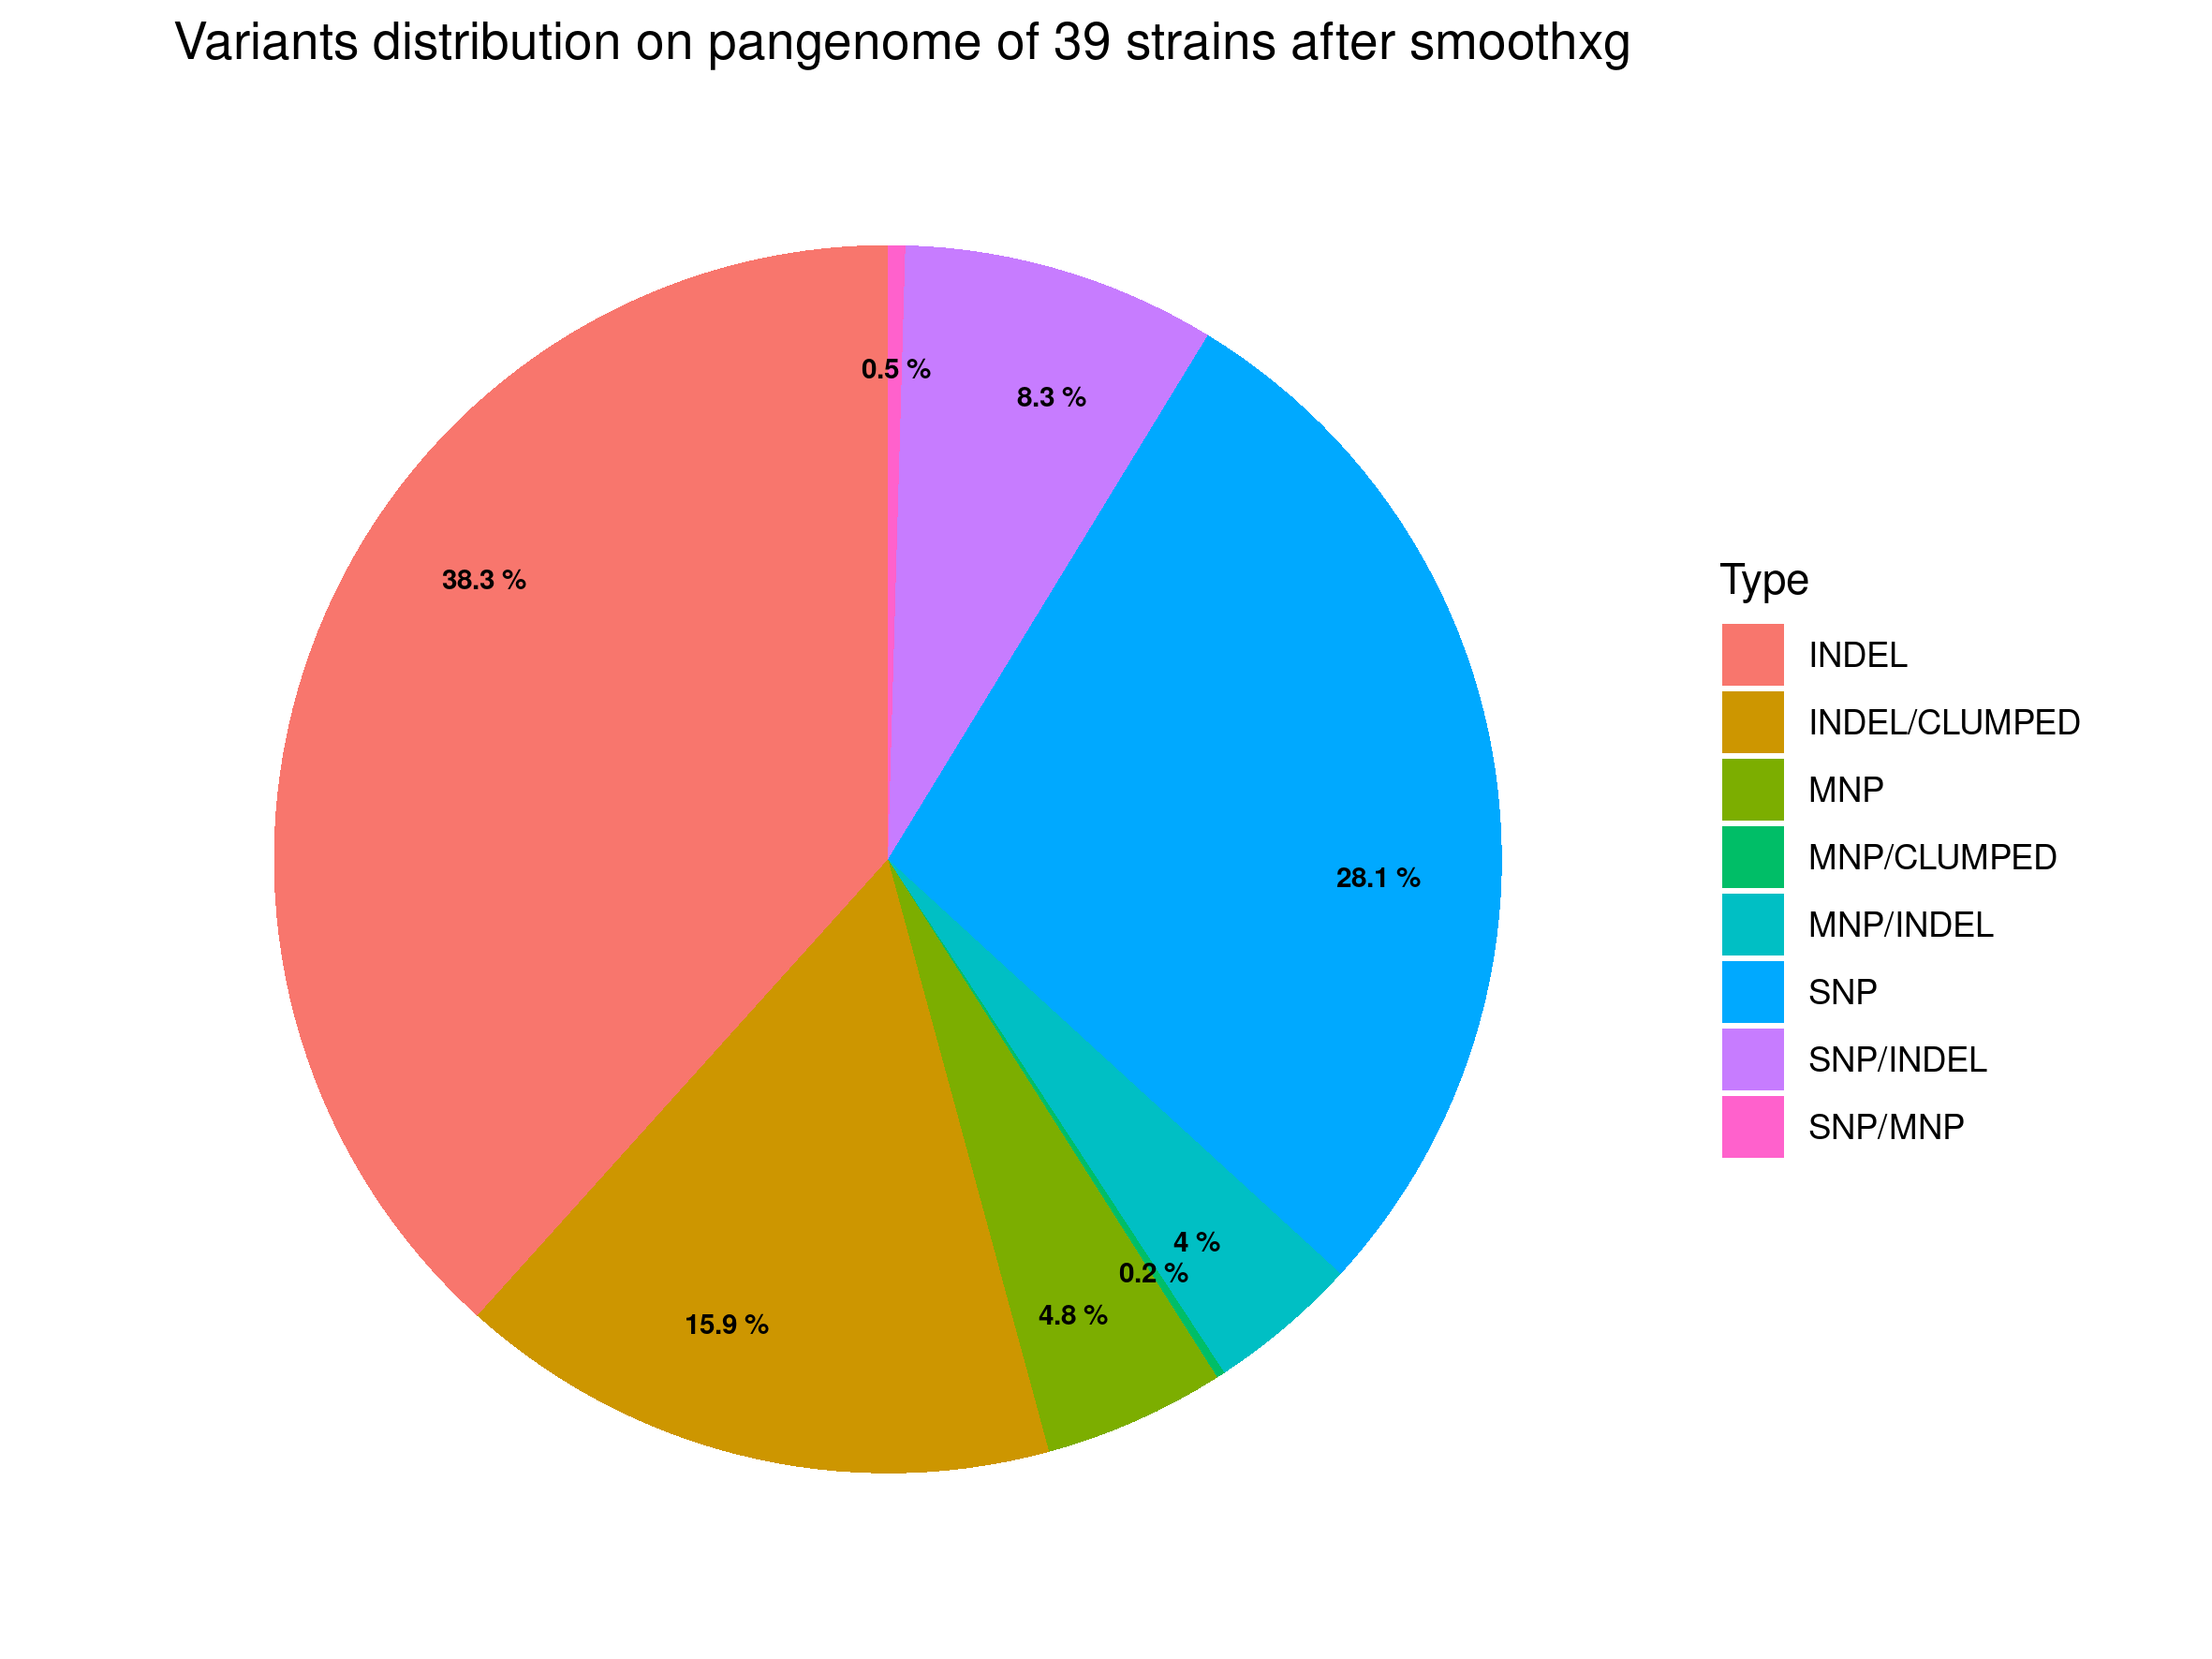 Variants distribution on pangenome of 39 strains after smoothxg
0.5 %
8.3 %
38.3 %
28.1 %
4 %
0.2 %
4.8 %
15.9 %
Type
INDEL
INDEL/CLUMPED
MNP
MNP/CLUMPED
MNP/INDEL
SNP
SNP/INDEL
SNP/MNP